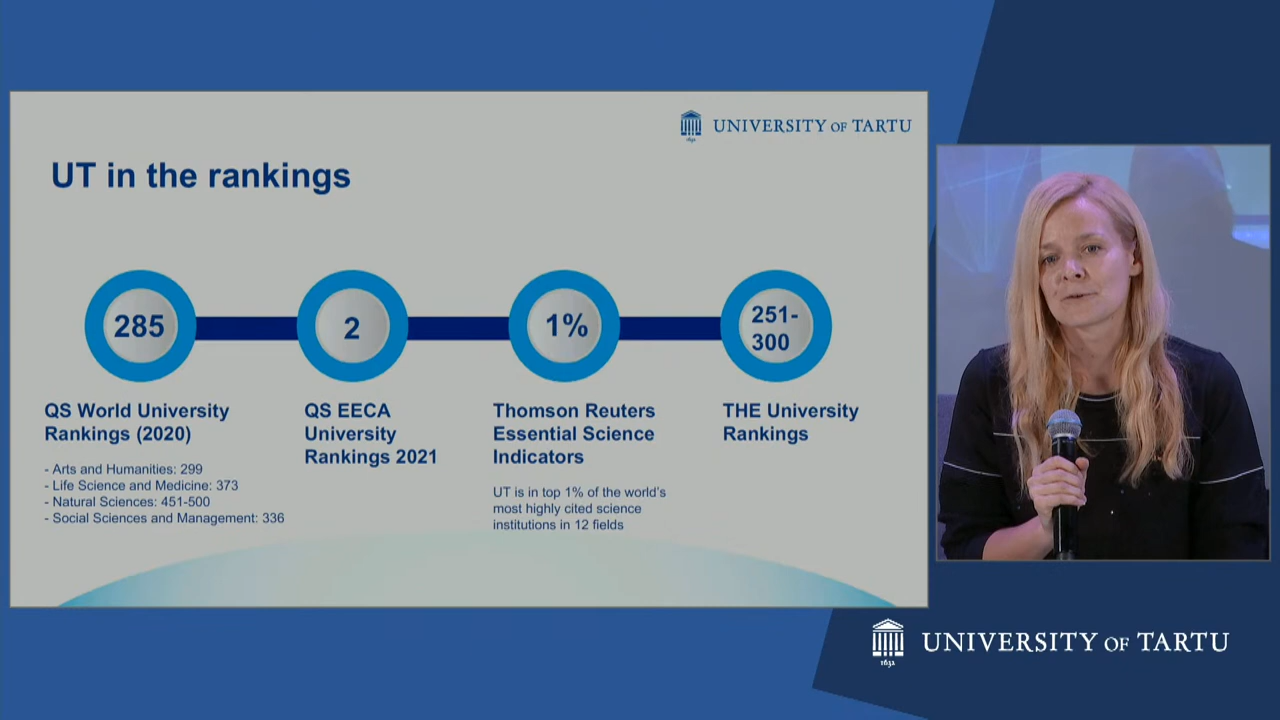 UNIVERSITY OF TARTU
UT in the rankings
285
2
1%
251-
300
QS World University
Rankings (2020)
- Arts and Humanities: 299
- Life Science and Medicine: 373
- Natural Sciences: 451-500
- Social Sciences and Management: 336
QS EECA
University
Rankings 2021
Thomson Reuters
Essential Science
Indicators
UT is in top 1% of the world's
most highly cited science
institutions in 12 fields
THE University
Rankings
UNIVERSITY OF TARTU
1632